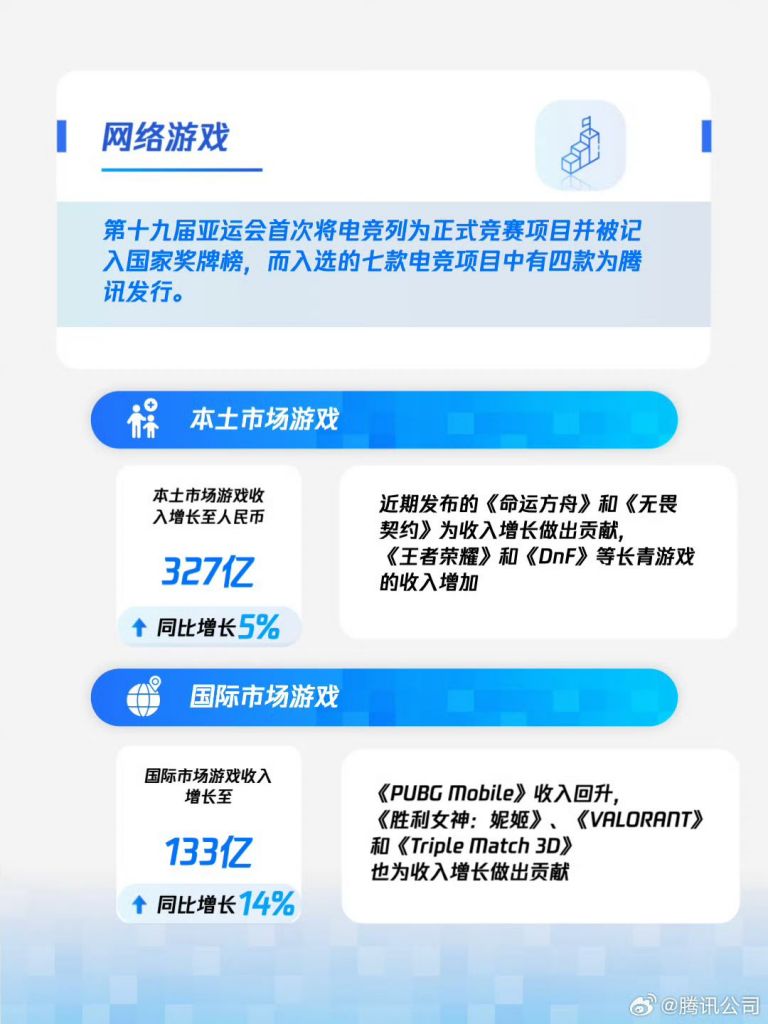 网络游戏
第十九届亚运会首次将电竞列为正式竞赛项目并被记
入国家奖牌榜，而入选的七款电竞项目中有四款为腾
讯发行。
本土市场游戏
本土市场游戏收
入增长至人民币
327亿
同比增长5%
近期发布的《命运方舟》和《无畏
契约》为收入增长做出贡献，
《王者荣耀》和《DnF》等长青游戏
的收入增加
国际市场游戏
国际市场游戏收入
增长至
133亿
同比增长14%
《PUBG Mobile》收入回升，
《胜利女神：妮姬》、《VALORANT》
和《Triple Match 3D》
也为收入增长做出贡献
@腾讯公司